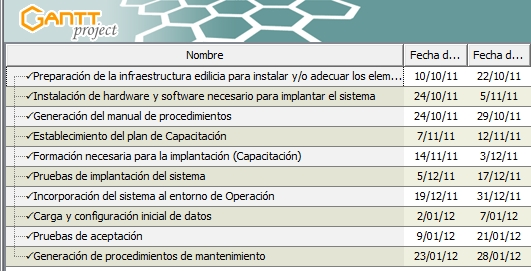 GANTT
project
Nombre Fecha d... Fecha d...
Preparación de la infraestructura edilicia para instalar y/o adecuar los elem... 10/10/11 22/10/11
Instalación de hardware y software necesario para implantar el sistema 24/10/11 5/11/11
Generación del manual de procedimientos 24/10/11 29/10/11
Establecimiento del plan de Capacitación 7/11/11 12/11/11
Formación necesaria para la implantación (Capacitación) 14/11/11 3/12/11
Pruebas de implantación del sistema 5/12/11 17/12/11
Incorporación del sistema al entorno de Operación 19/12/11 31/12/11
Carga y configuración inicial de datos 2/01/12 7/01/12
Pruebas de aceptación 9/01/12 21/01/12
Generación de procedimientos de mantenimiento 23/01/12 28/01/12